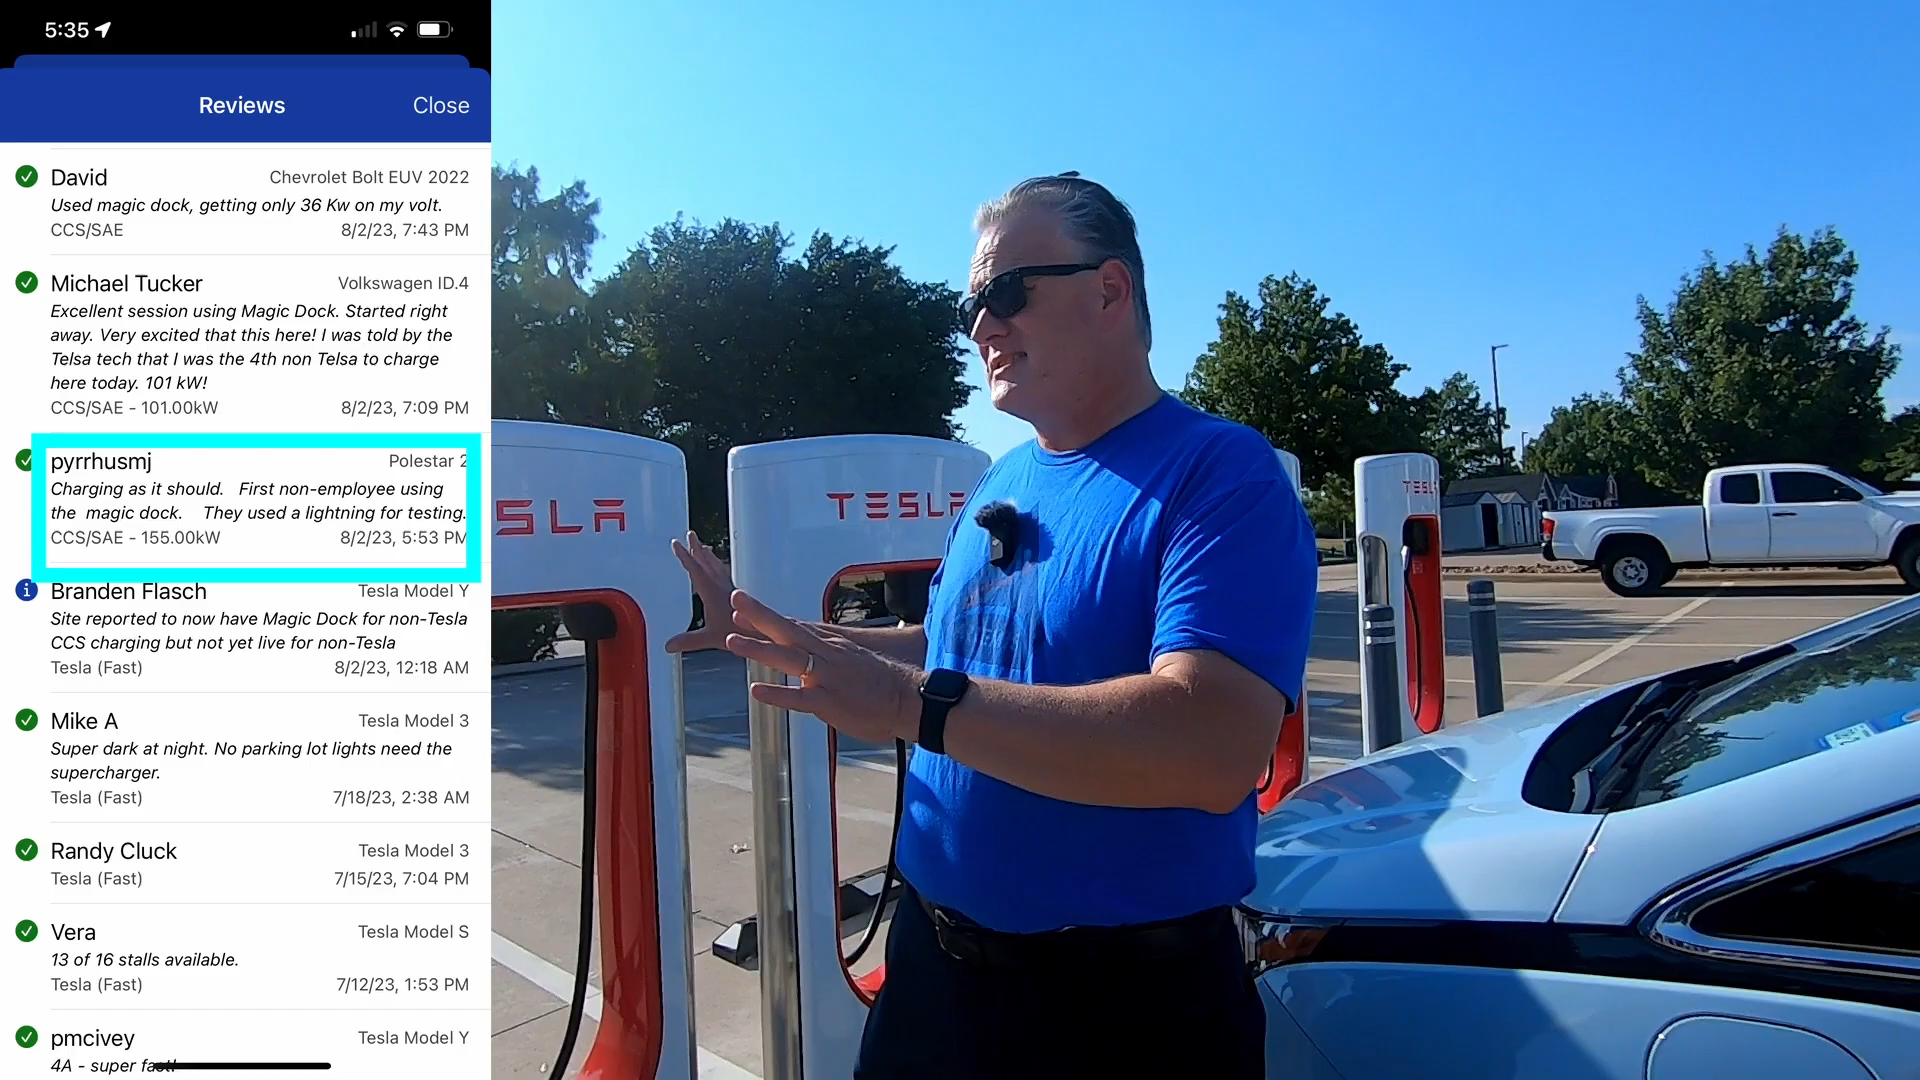 5:35
Reviews
Close
David
Chevrolet Bolt EUV 2022
Used magic dock, getting only 36 Kw on my volt.
CCS/SAE
8/2/23, 7:43 PM
Michael Tucker
Volkswagen ID.4
Excellent session using Magic Dock. Started right
away. Very excited that this here! I was told by the
Telsa tech that I was the 4th non Telsa to charge
here today. 101 kW!
CCS/SAE - 101.00kW
8/2/23, 7:09 PM
pyrrhusmj
Polestar 2
Charging as it should. First non-employee using
the magic dock. They used a lightning for testing.
CCS/SAE - 155.00kW
8/2/23, 5:53 PM
Branden Flasch
Tesla Model Y
Site reported to now have Magic Dock for non-Tesla
CCS charging but not yet live for non-Tesla
Tesla (Fast)
8/2/23, 12:18 AM
Mike A
Tesla Model 3
Super dark at night. No parking lot lights need the
supercharger.
Tesla (Fast)
7/18/23, 2:38 AM
Randy Cluck
Tesla Model 3
Tesla (Fast)
7/15/23, 7:04 PM
Vera
Tesla Model S
13 of 16 stalls available.
Tesla (Fast)
7/12/23, 1:53 PM
pmcivey
Tesla Model Y
4A - super fast!
SLA
TESLA
TESLA